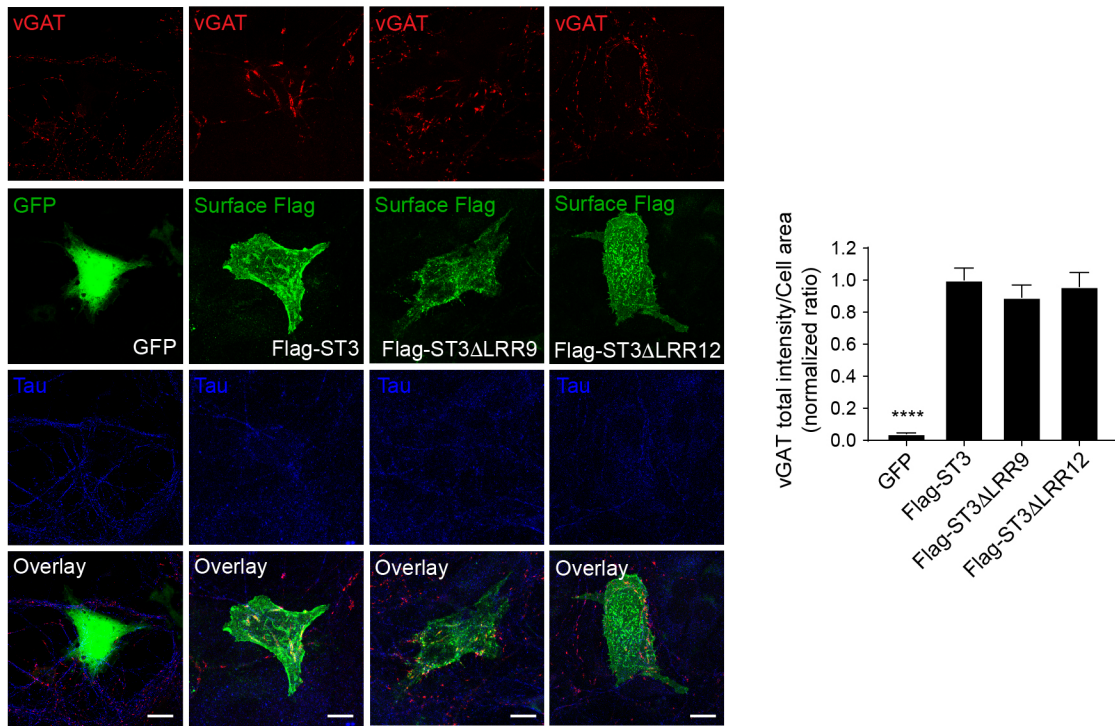 vGAT vGAT vGAT vGAT
GFP Surface Flag Surface Flag Surface Flag
GFP Flag-ST3 Flag-ST3ΔLRR9 Flag-ST3ΔLRR12
Tau Tau Tau Tau
Overlay Overlay Overlay Overlay
vGAT total intensity/Cell area
(normalized ratio)
1.2
1.0
0.8
0.6
0.4
0.2
0.0
****
GFP
Flag-ST3
Flag-ST3ΔLRR9
Flag-ST3ΔLRR12